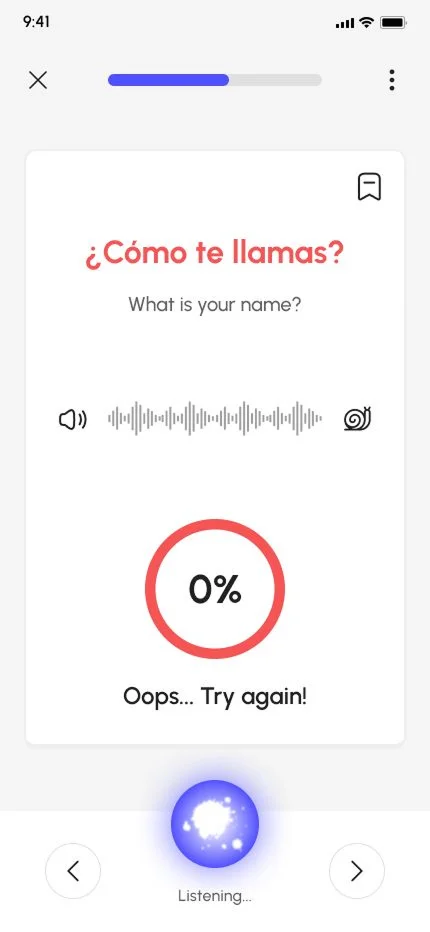 9:41
¿Cómo te llamas?
What is your name?
0%
Oops... Try again!
Listening...